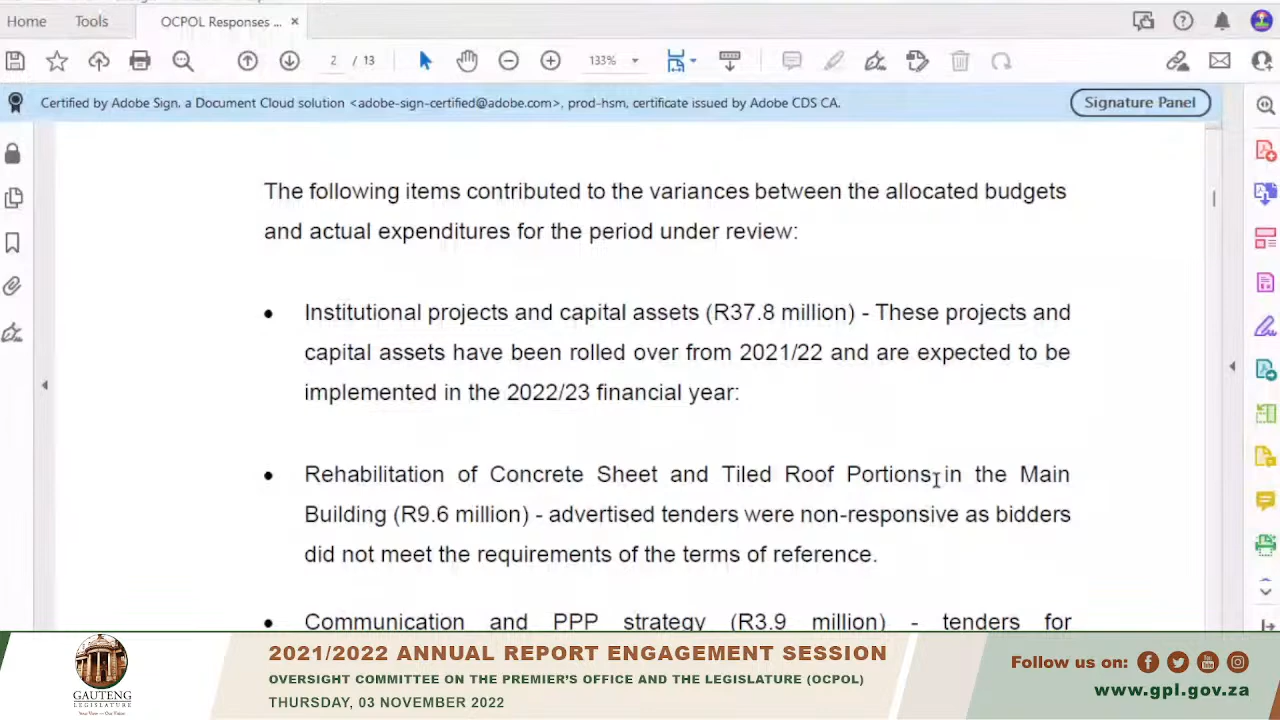 Home Tools OCPOL Responses ... ×
2 / 13 133%
Certified by Adobe Sign, a Document Cloud solution <adobe-sign-certified@adobe.com>, prod-hsm, certificate issued by Adobe CDS CA.
Signature Panel
The following items contributed to the variances between the allocated budgets
and actual expenditures for the period under review:
• Institutional projects and capital assets (R37.8 million) - These projects and
capital assets have been rolled over from 2021/22 and are expected to be
implemented in the 2022/23 financial year:
• Rehabilitation of Concrete Sheet and Tiled Roof Portions in the Main
Building (R9.6 million) - advertised tenders were non-responsive as bidders
did not meet the requirements of the terms of reference.
• Communication and PPP strategy (R3.9 million) - tenders for
GAUTENG
LEGISLATURE
2021/2022 ANNUAL REPORT ENGAGEMENT SESSION
OVERSIGHT COMMITTEE ON THE PREMIER'S OFFICE AND THE LEGISLATURE (OCPOL)
THURSDAY, 03 NOVEMBER 2022
Follow us on:
www.gpl.gov.za